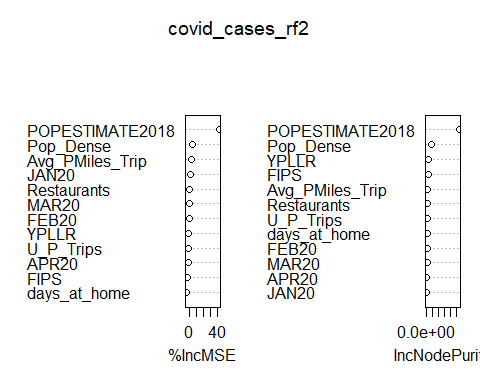 covid_cases_rf2
POPESTIMATE2018
Pop_Dense
Avg_PMiles_Trip
JAN20
Restaurants
MAR20
FEB20
YPLLR
U_P_Trips
APR20
FIPS
days_at_home
0 40
%IncMSE
POPESTIMATE2018
Pop_Dense
YPLLR
FIPS
Avg_PMiles_Trip
Restaurants
U_P_Trips
days_at_home
FEB20
MAR20
APR20
JAN20
0.0e+00
IncNodePuri